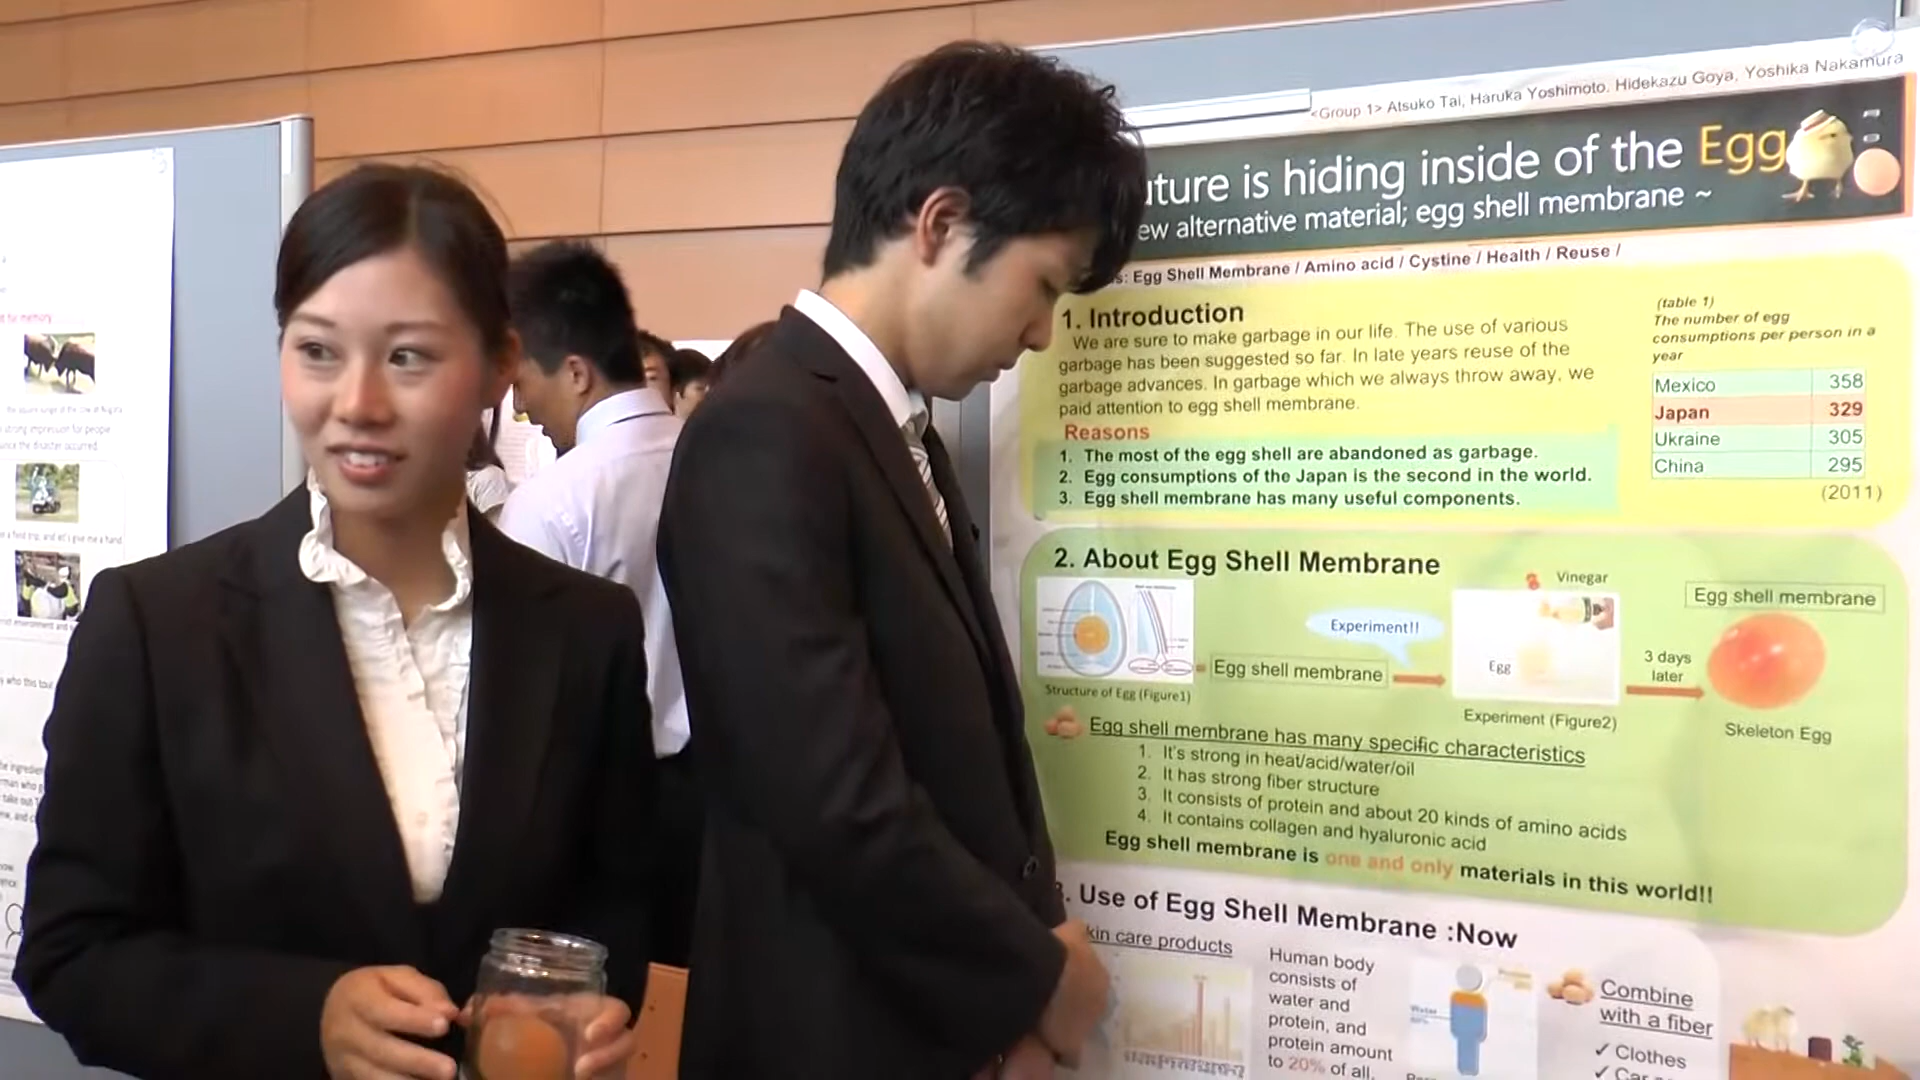 <Group 1> Atsuko Tai, Haruka Yoshimoto. Hidekazu Goya, Yoshika Nakamura
uture is hiding inside of the Egg
ew alternative material; egg shell membrane ~
s: Egg Shell Membrane / Amino acid / Cystine / Health / Reuse /
1. Introduction
We are sure to make garbage in our life. The use of various
garbage has been suggested so far. In late years reuse of the
garbage advances. In garbage which we always throw away, we
paid attention to egg shell membrane.
Reasons
1. The most of the egg shell are abandoned as garbage.
2. Egg consumptions of the Japan is the second in the world.
3. Egg shell membrane has many useful components.
(table 1)
The number of egg
consumptions per person in a
year
Mexico 358
Japan 329
Ukraine 305
China 295
(2011)
2. About Egg Shell Membrane
Structure of Egg (Figure1)
Egg shell membrane
Experiment!!
Vinegar
Egg
Experiment (Figure2)
3 days
later
Egg shell membrane
Skeleton Egg
Egg shell membrane has many specific characteristics
1. It's strong in heat/acid/water/oil
2. It has strong fiber structure
3. It consists of protein and about 20 kinds of amino acids
4. It contains collagen and hyaluronic acid
Egg shell membrane is one and only materials in this world!!
. Use of Egg Shell Membrane :Now
kin care products
Human body
consists of
water and
protein, and
protein amount
to 20% of all.
Water
Combine
with a fiber
✓ Clothes
✓ Car
for memory